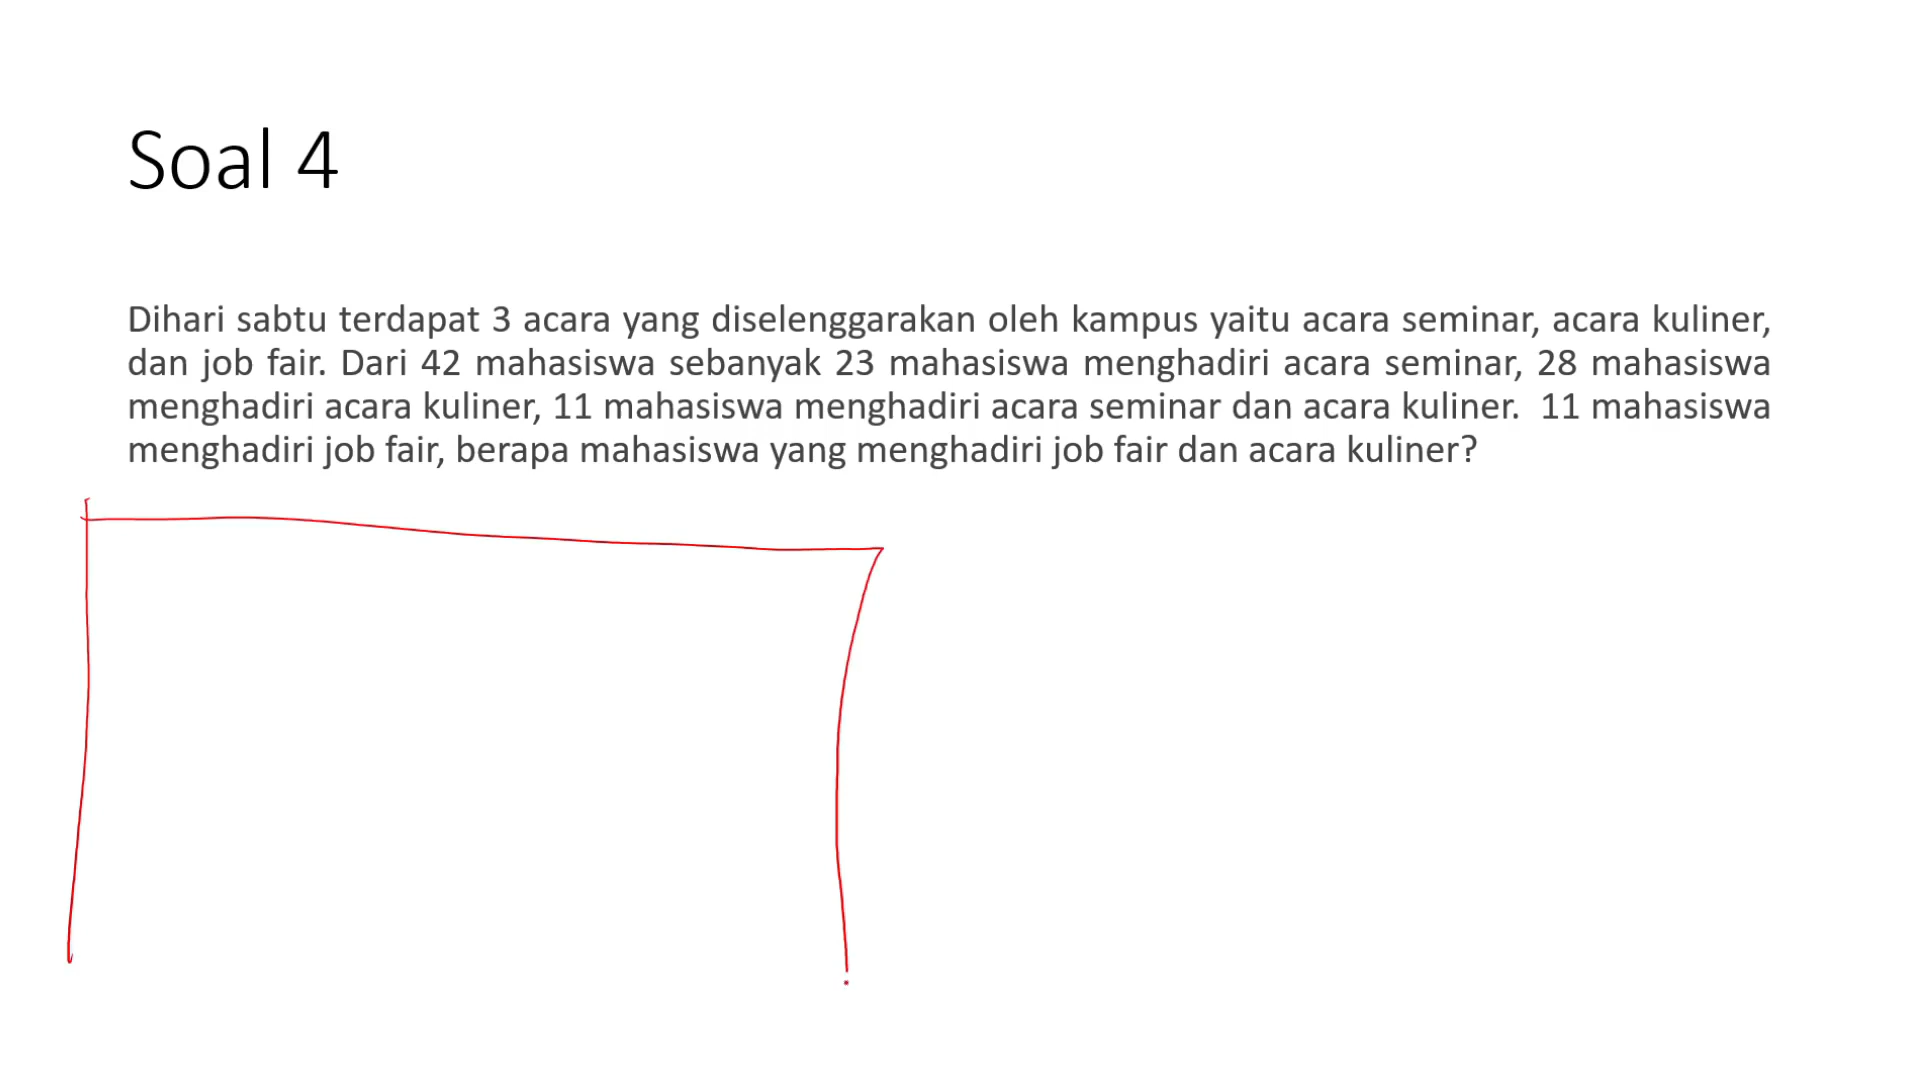 Soal 4
Dihari sabtu terdapat 3 acara yang diselenggarakan oleh kampus yaitu acara seminar, acara kuliner,
dan job fair. Dari 42 mahasiswa sebanyak 23 mahasiswa menghadiri acara seminar, 28 mahasiswa
menghadiri acara kuliner, 11 mahasiswa menghadiri acara seminar dan acara kuliner.  11 mahasiswa
menghadiri job fair, berapa mahasiswa yang menghadiri job fair dan acara kuliner?